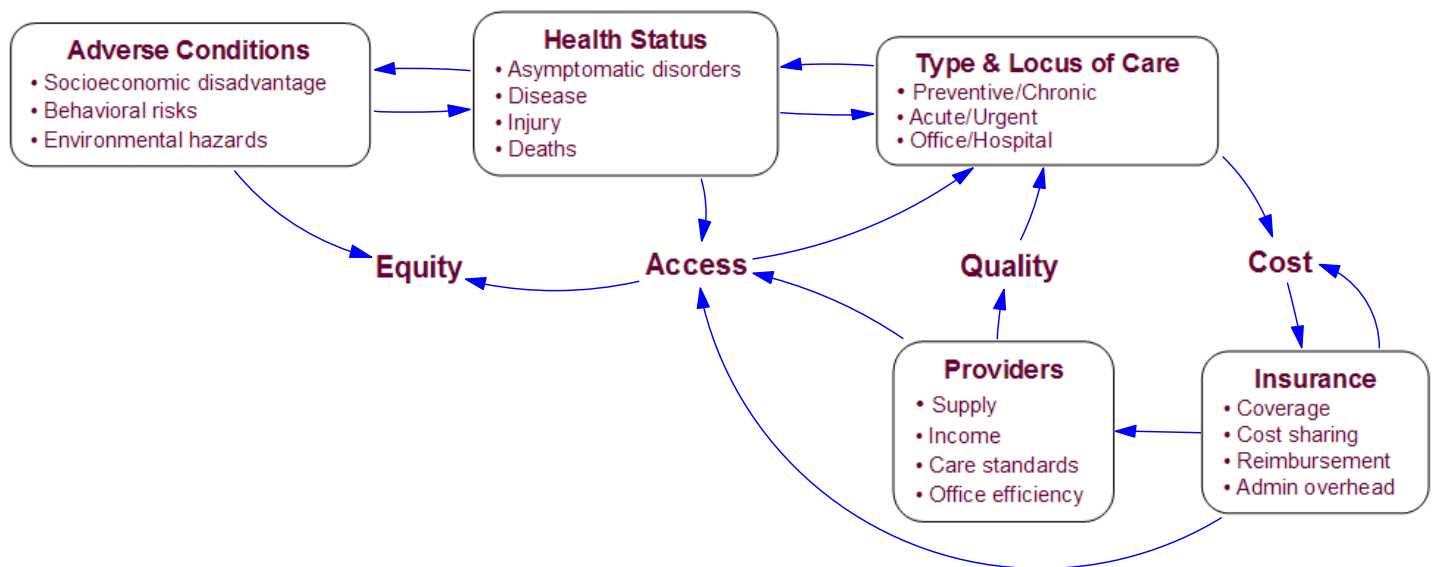 Adverse Conditions
• Socioeconomic disadvantage
• Behavioral risks
• Environmental hazards
Health Status
• Asymptomatic disorders
• Disease
• Injury
• Deaths
Type & Locus of Care
• Preventive/Chronic
• Acute/Urgent
• Office/Hospital
Equity
Access
Quality
Cost
Providers
• Supply
• Income
• Care standards
• Office efficiency
Insurance
• Coverage
• Cost sharing
• Reimbursement
• Admin overhead